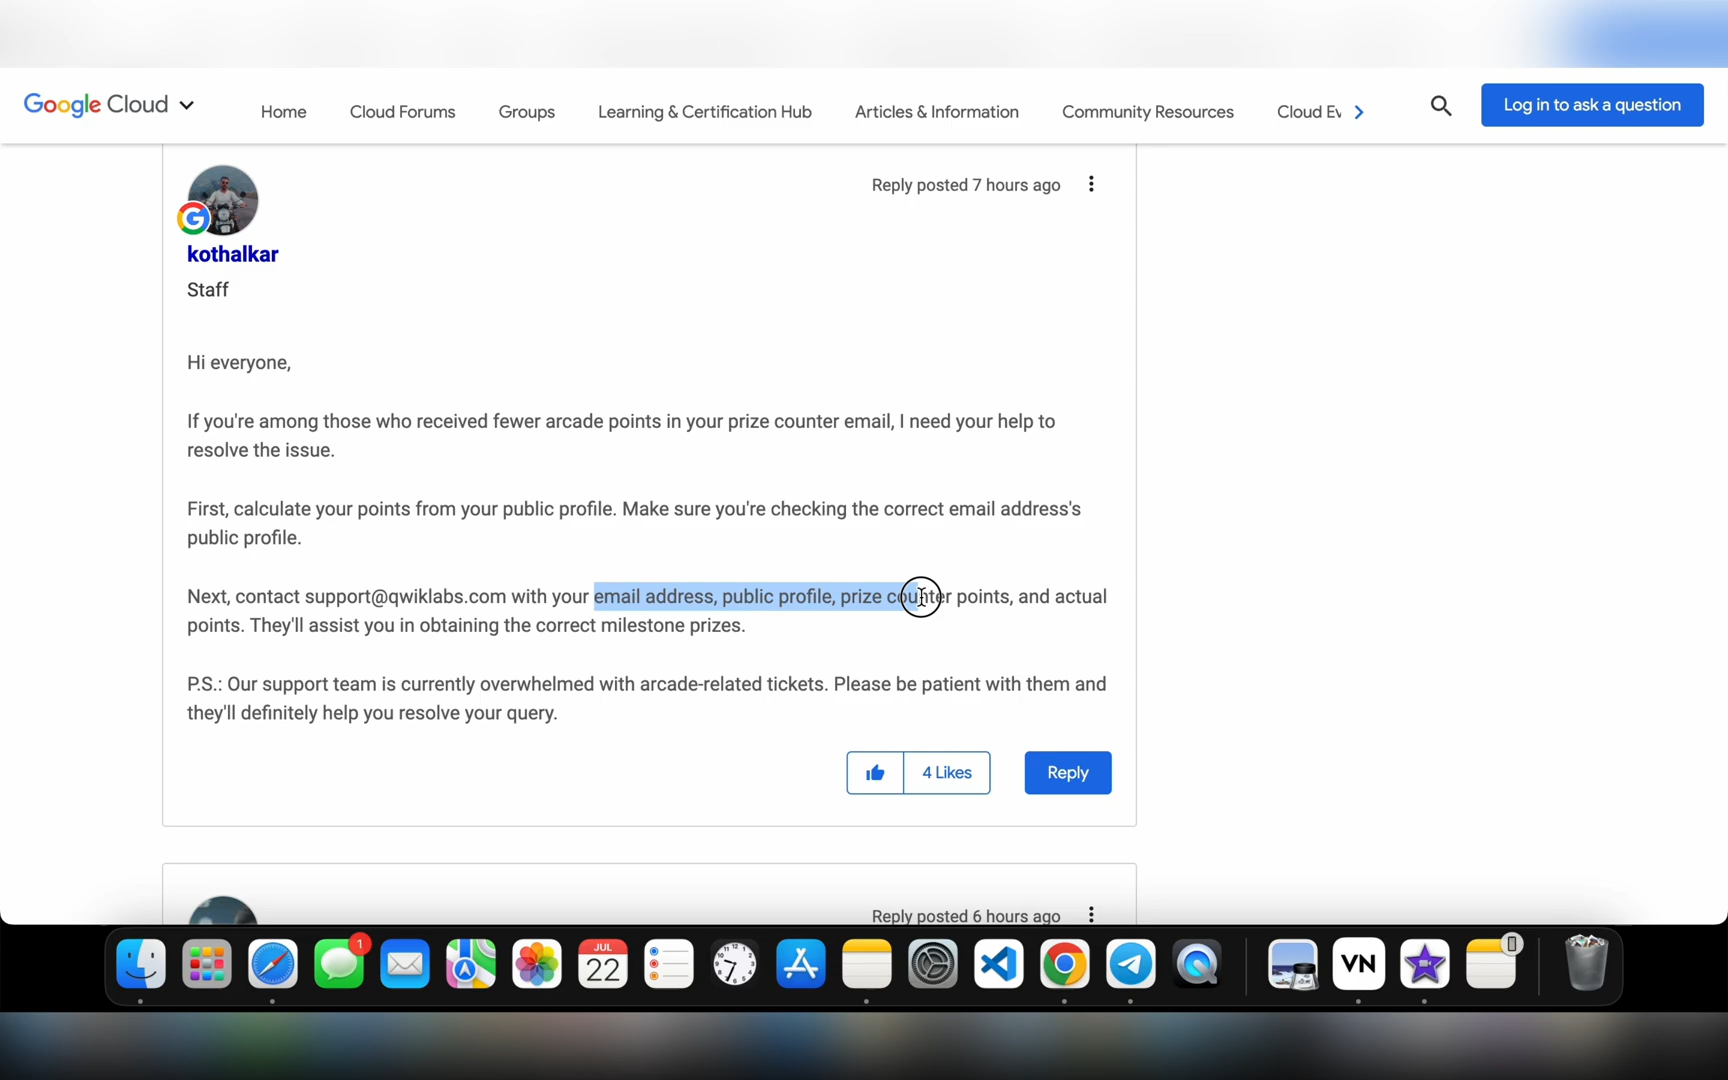 Google Cloud
Home
Cloud Forums
Groups
Learning & Certification Hub
Articles & Information
Community Resources
Cloud Ev
Log in to ask a question
Reply posted 7 hours ago
G
kothalkar
Staff
Hi everyone,
If you're among those who received fewer arcade points in your prize counter email, I need your help to
resolve the issue.
First, calculate your points from your public profile. Make sure you're checking the correct email address's
public profile.
Next, contact support@qwiklabs.com with your email address, public profile, prize counter points, and actual
points. They'll assist you in obtaining the correct milestone prizes.
P.S.: Our support team is currently overwhelmed with arcade-related tickets. Please be patient with them and
they'll definitely help you resolve your query.
4 Likes
Reply
Reply posted 6 hours ago
1
JUL
22
VN